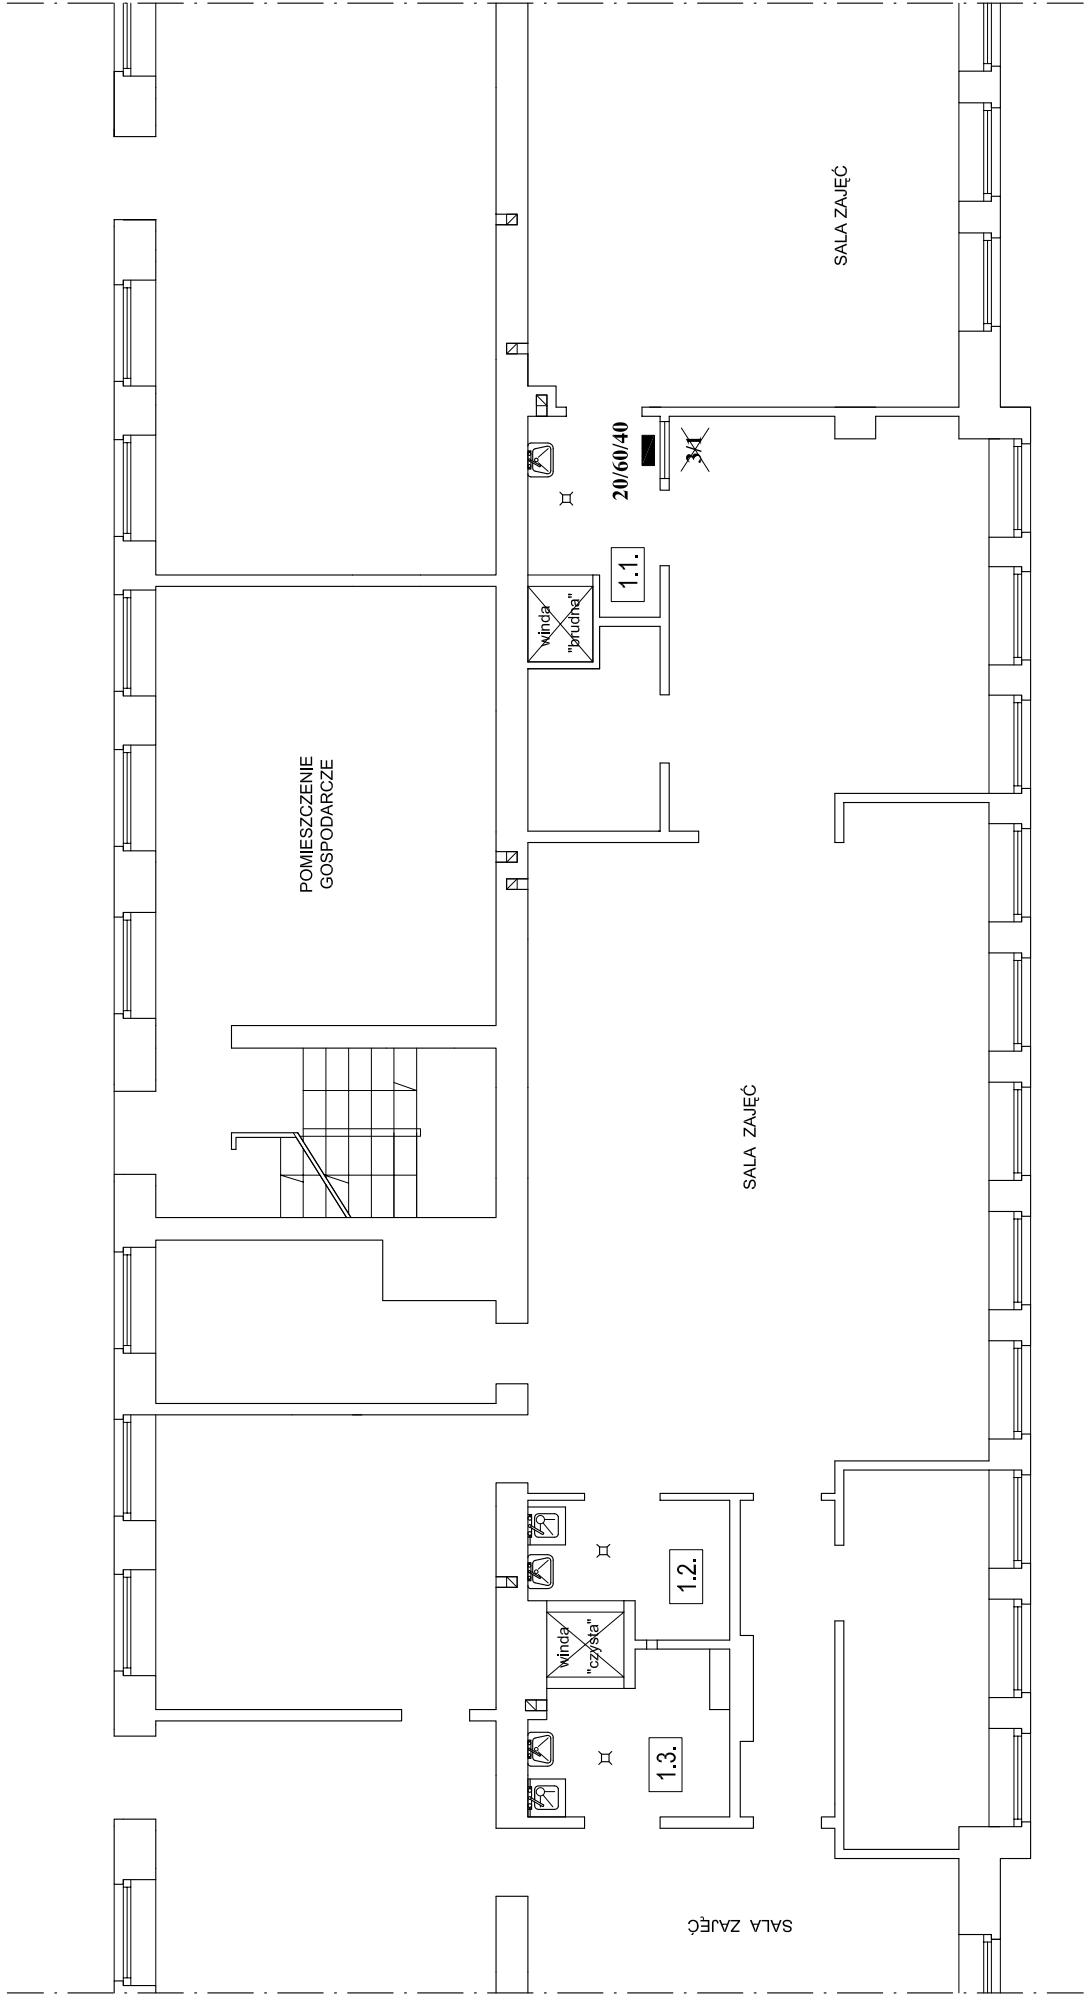 SALA ZAJĘĆ
20/60/40
3/1
1.1.
winda
"brudna"
POMIESZCZENIE
GOSPODARCZE
SALA ZAJĘĆ
1.2.
winda
"czysta"
1.3.
SALA ZAJĘĆ